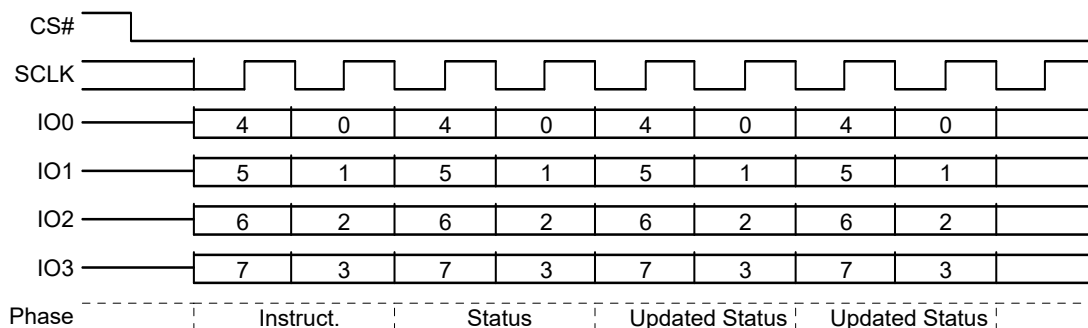 CS#
SCLK
IO0 4 0 4 0 4 0 4 0
IO1 5 1 5 1 5 1 5 1
IO2 6 2 6 2 6 2 6 2
IO3 7 3 7 3 7 3 7 3
Phase Instruct. Status Updated Status Updated Status